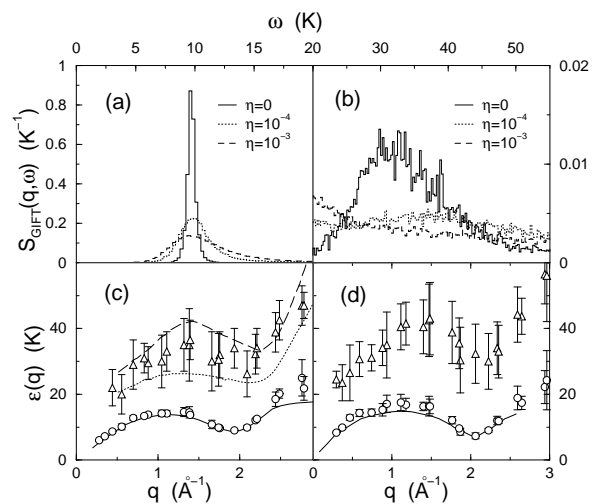 ω (K)
0 5 10 15 20 30 40 50
S_GIFT(q,ω) (K⁻¹)
1
0.8
0.6
0.4
0.2
0
(a)
η=0
η=10⁻⁴
η=10⁻³
(b)
η=0
η=10⁻⁴
η=10⁻³
0.02
0.01
0
ε(q) (K)
40
20
0
(c)
(d)
0 1 2 0 1 2 3
q (Å⁻¹) q (Å⁻¹)